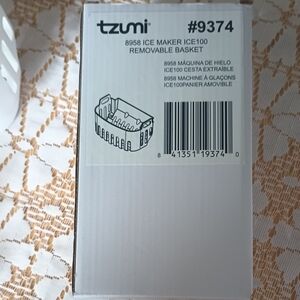 tzumi® #9374
8958 ICE MAKER ICE100
REMOVABLE BASKET
8958 MÁQUINA DE HIELO
ICE100 CESTA EXTRAÍBLE
8958 MACHINE À GLAÇONS
ICE100PANIER AMOVIBLE
8 41351 19374 0